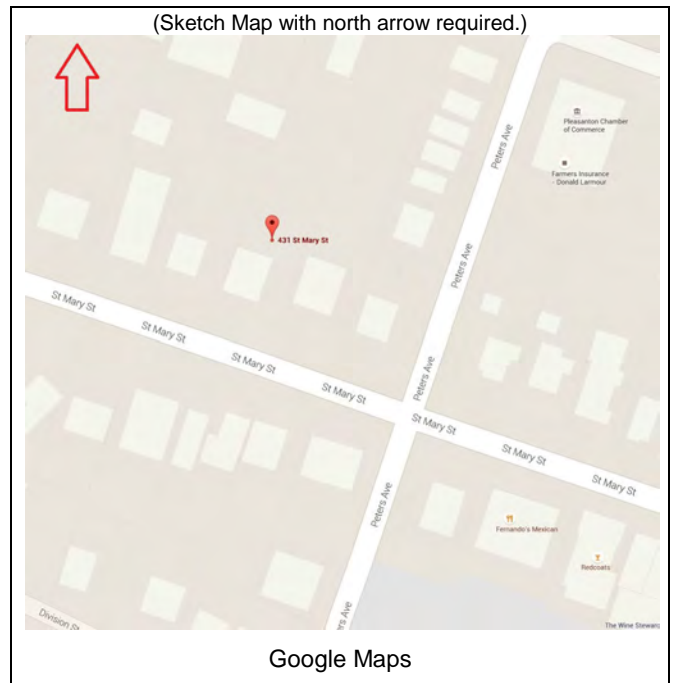 (Sketch Map with north arrow required.)
Pleasanton Chamber
of Commerce
Peters Ave
Farmers Insurance
- Donald Larmour
431 St Mary St
Peters Ave
St Mary St
St Mary St
St Mary St
St Mary St
Peters Ave
St Mary St
St Mary St
St Mary St
Peters Ave
Fernando's Mexican
Redcoats
Division St
rs Ave
The Wine Steward
Google Maps